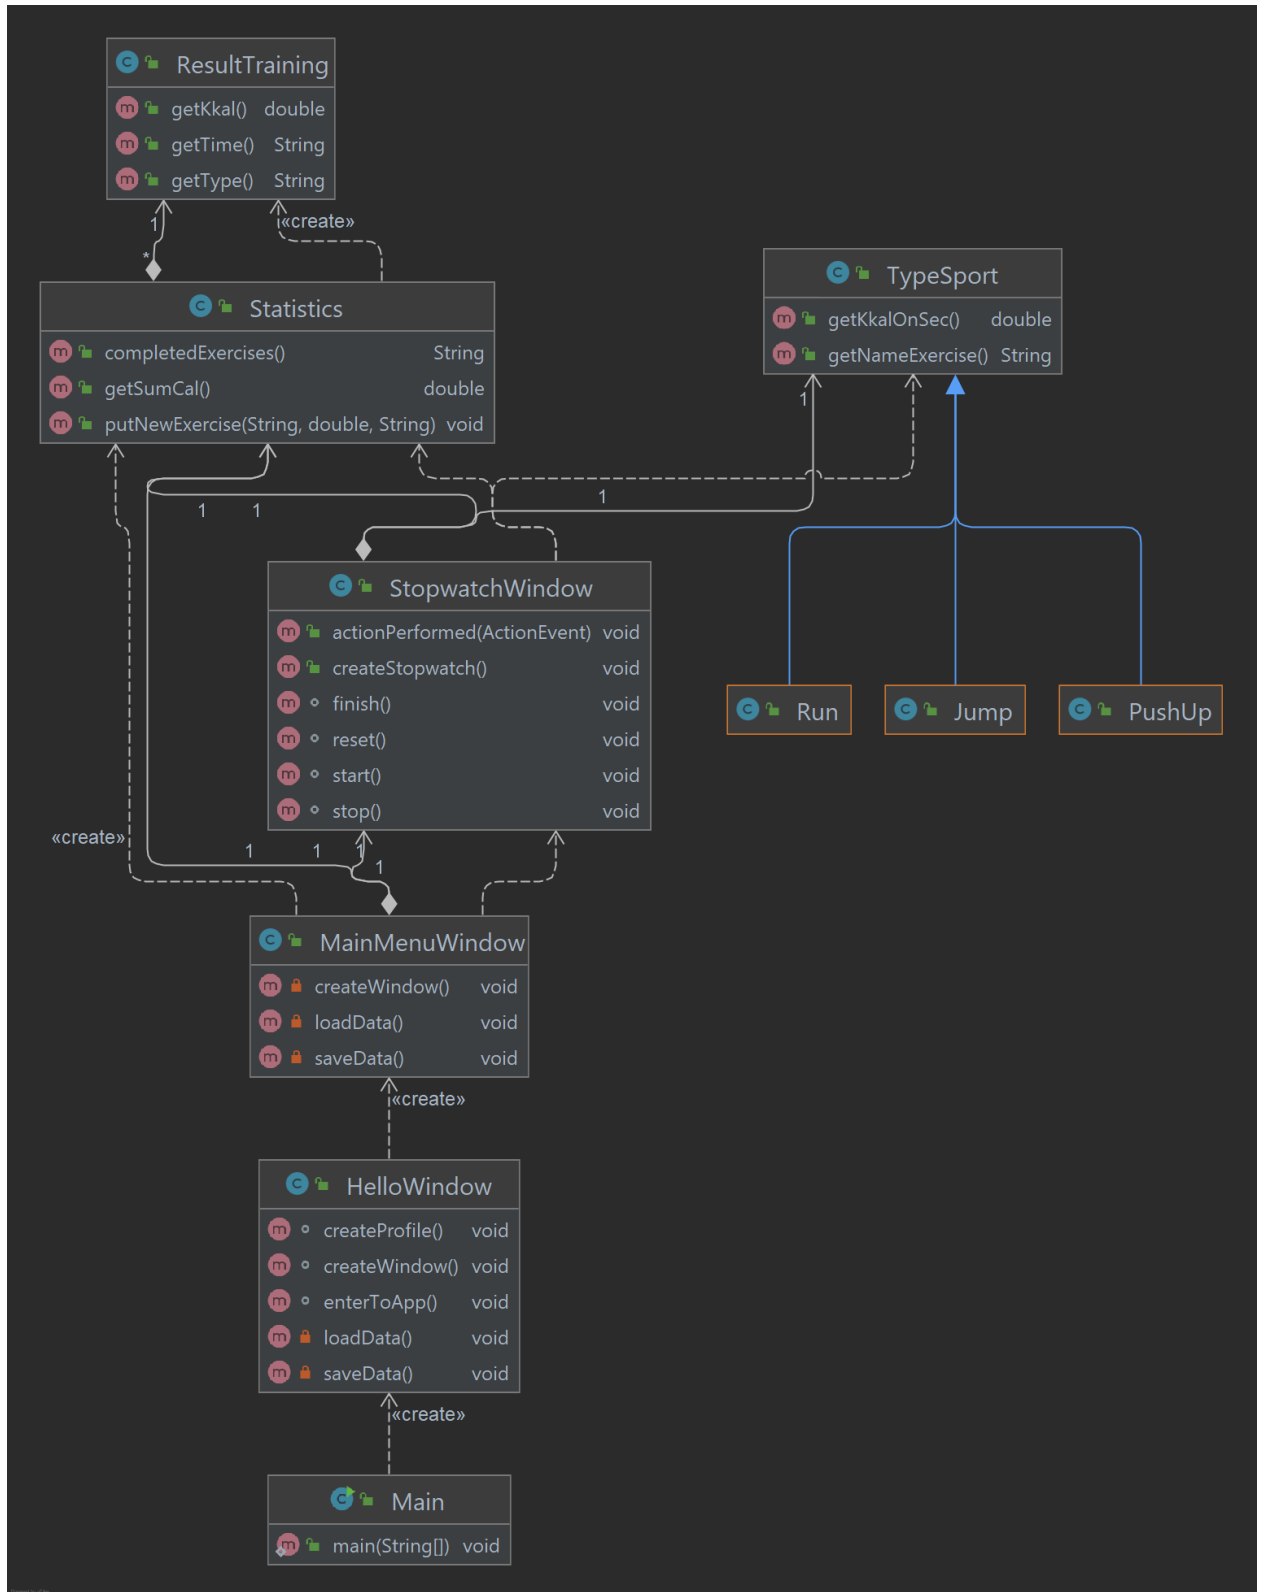 ResultTraining
getKkal() double
getTime() String
getType() String
1
«create»
*
Statistics
completedExercises() String
getSumCal() double
putNewExercise(String, double, String) void
TypeSport
getKkalOnSec() double
getNameExercise() String
1
1
1 1
StopwatchWindow
actionPerformed(ActionEvent) void
createStopwatch() void
finish() void
reset() void
start() void
stop() void
Run
Jump
PushUp
«create»
1 1 1
1
MainMenuWindow
createWindow() void
loadData() void
saveData() void
«create»
HelloWindow
createProfile() void
createWindow() void
enterToApp() void
loadData() void
saveData() void
«create»
Main
main(String[]) void